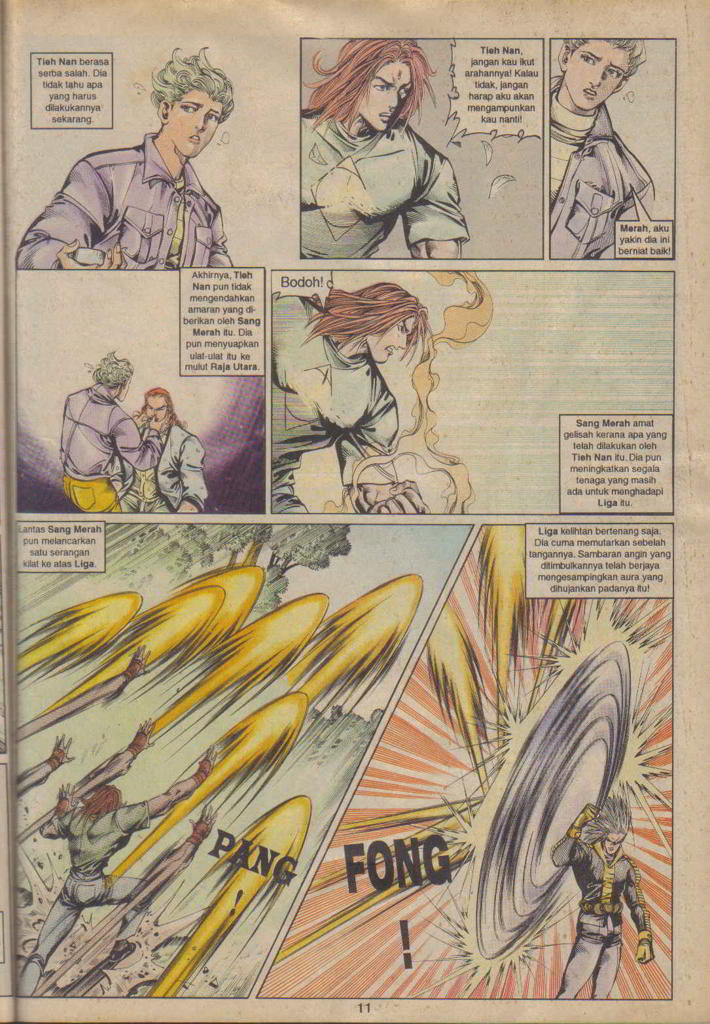 Tieh Nan berasa
serba salah. Dia
tidak tahu apa
yang harus
dilakukannya
sekarang.
Tieh Nan,
jangan kau ikut
arahannya! Kalau
tidak, jangan
harap aku akan
mengampunkan
kau nanti!
Merah, aku
yakin dia ini
berniat baik!
Akhirnya, Tieh
Nan pun tidak
mengendahkan
amaran yang di-
berikan oleh Sang
Merah itu. Dia
pun menyuapkan
ulat-ulat itu ke
mulut Raja Utara.
Bodoh!
Sang Merah amat
gelisah kerana apa yang
telah dilakukan oleh
Tieh Nan itu. Dia pun
meningkatkan segala
tenaga yang masih
ada untuk menghadapi
Liga itu.
Lantas Sang Merah
pun melancarkan
satu serangan
kilat ke atas Liga.
Liga kelihtan bertenang saja.
Dia cuma memutarkan sebelah
tangannya. Sambaran angin yang
ditimbulkannya telah berjaya
mengesampingkan aura yang
dihujankan padanya itu!
PANG
!
FONG
!
11